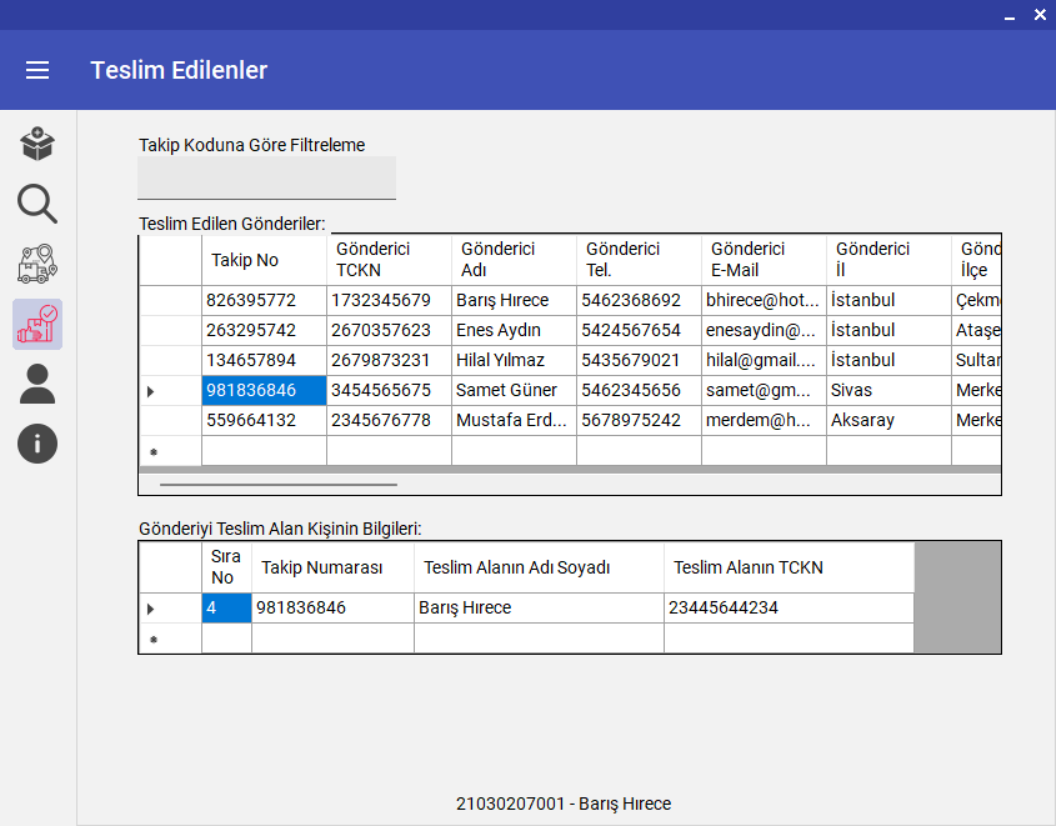 Teslim Edilenler
Takip Koduna Göre Filtreleme
Teslim Edilen Gönderiler:
Takip No Gönderici TCKN Gönderici Adı Gönderici Tel. Gönderici E-Mail Gönderici İl Gönd İlçe
826395772 1732345679 Barış Hırece 5462368692 bhirece@hot... İstanbul Çekm
263295742 2670357623 Enes Aydın 5424567654 enesaydin@... İstanbul Ataşe
134657894 2679873231 Hilal Yılmaz 5435679021 hilal@gmail.... İstanbul Sultan
981836846 3454565675 Samet Güner 5462345656 samet@gm... Sivas Merke
559664132 2345676778 Mustafa Erd... 5678975242 merdem@h... Aksaray Merke
Gönderiyi Teslim Alan Kişinin Bilgileri:
Sıra No Takip Numarası Teslim Alanın Adı Soyadı Teslim Alanın TCKN
4 981836846 Barış Hırece 23445644234
21030207001 - Barış Hırece